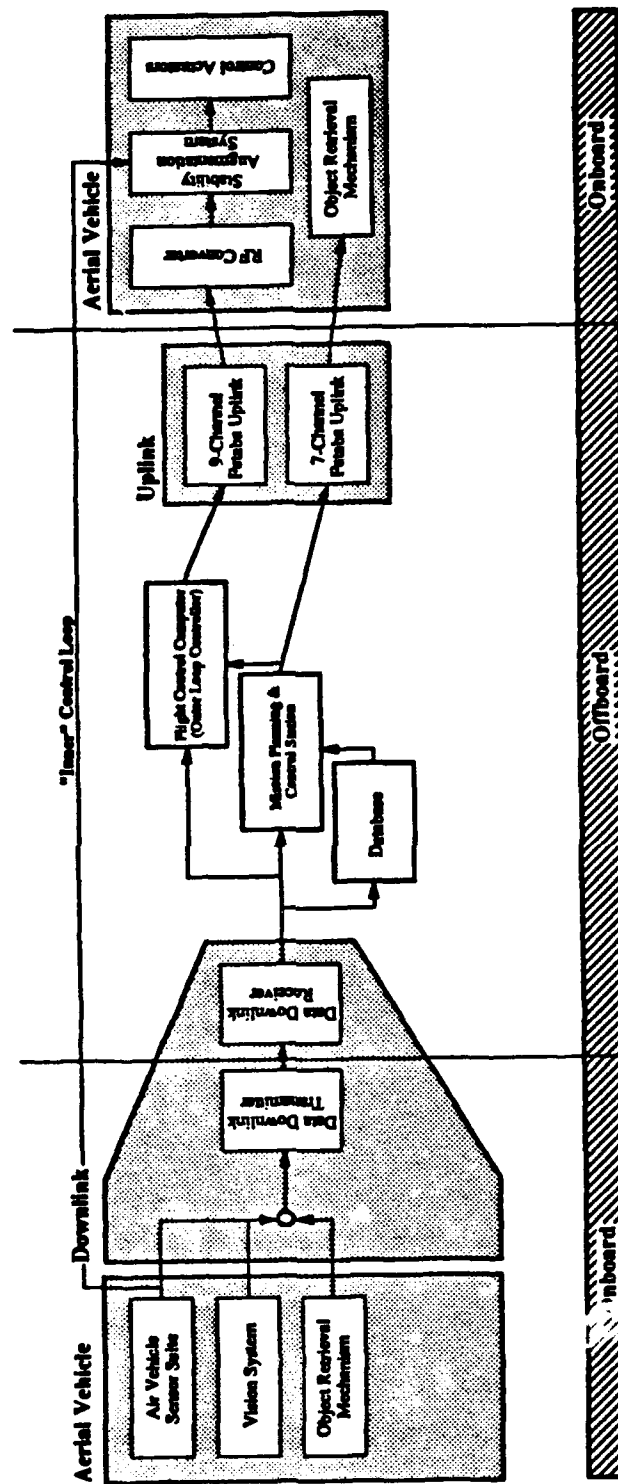 Aerial Vehicle
Air Vehicle
Sensor Suite
Vision System
Object Retrieval
Mechanism
Downlink
Data Downlink
Transmitter
Data Downlink
Receiver
"Inner" Control Loop
Flight Control Computer
(Outer Loop Controller)
Mission Planning &
Control Station
Database
Uplink
9-Channel
Futaba Uplink
7-Channel
Futaba Uplink
Aerial Vehicle
RF Converter
Stability
Augmentation
System
Control Actuators
Object Retrieval
Mechanism
Onboard
Offboard
Onboard